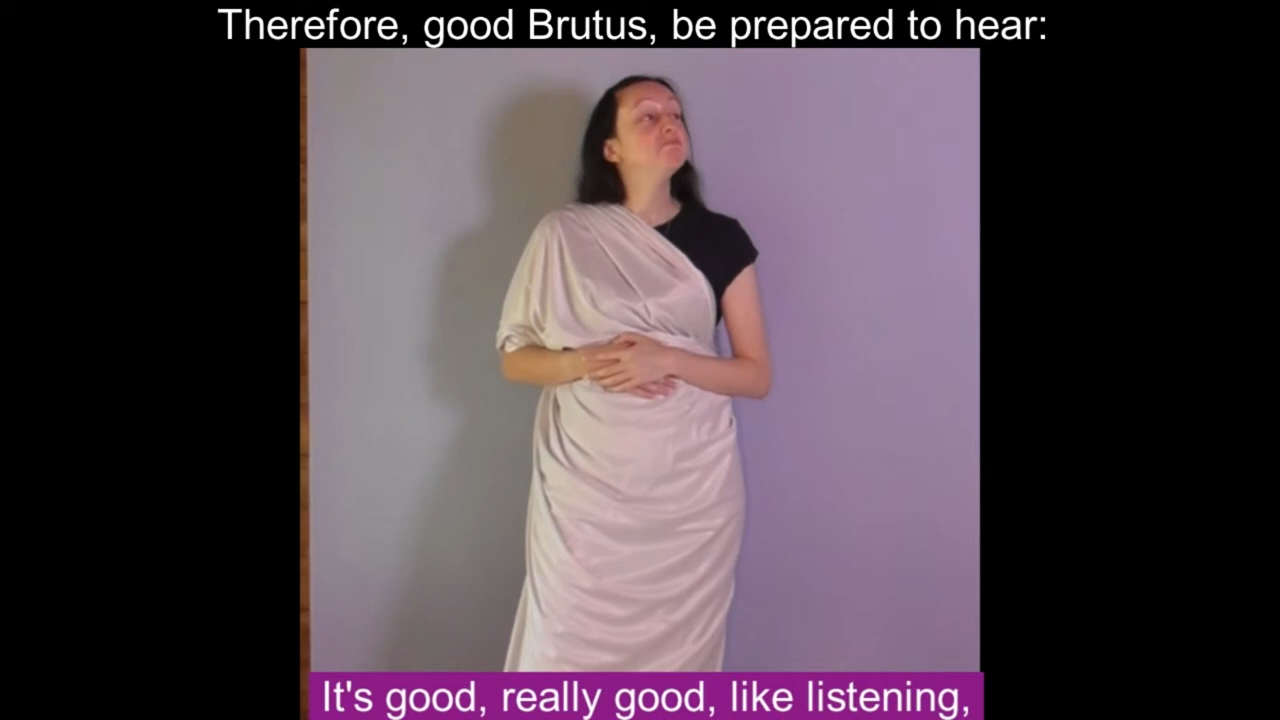 Therefore, good Brutus, be prepared to hear:
It's good, really good, like listening,